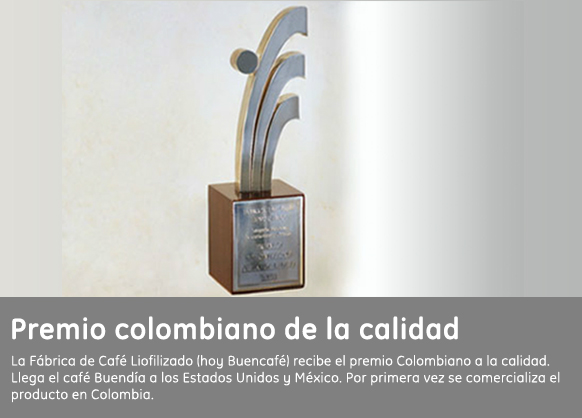 Premio colombiano de la calidad
La Fábrica de Café Liofilizado (hoy Buencafé) recibe el premio Colombiano a la calidad.
Llega el café Buendía a los Estados Unidos y México. Por primera vez se comercializa el
producto en Colombia.